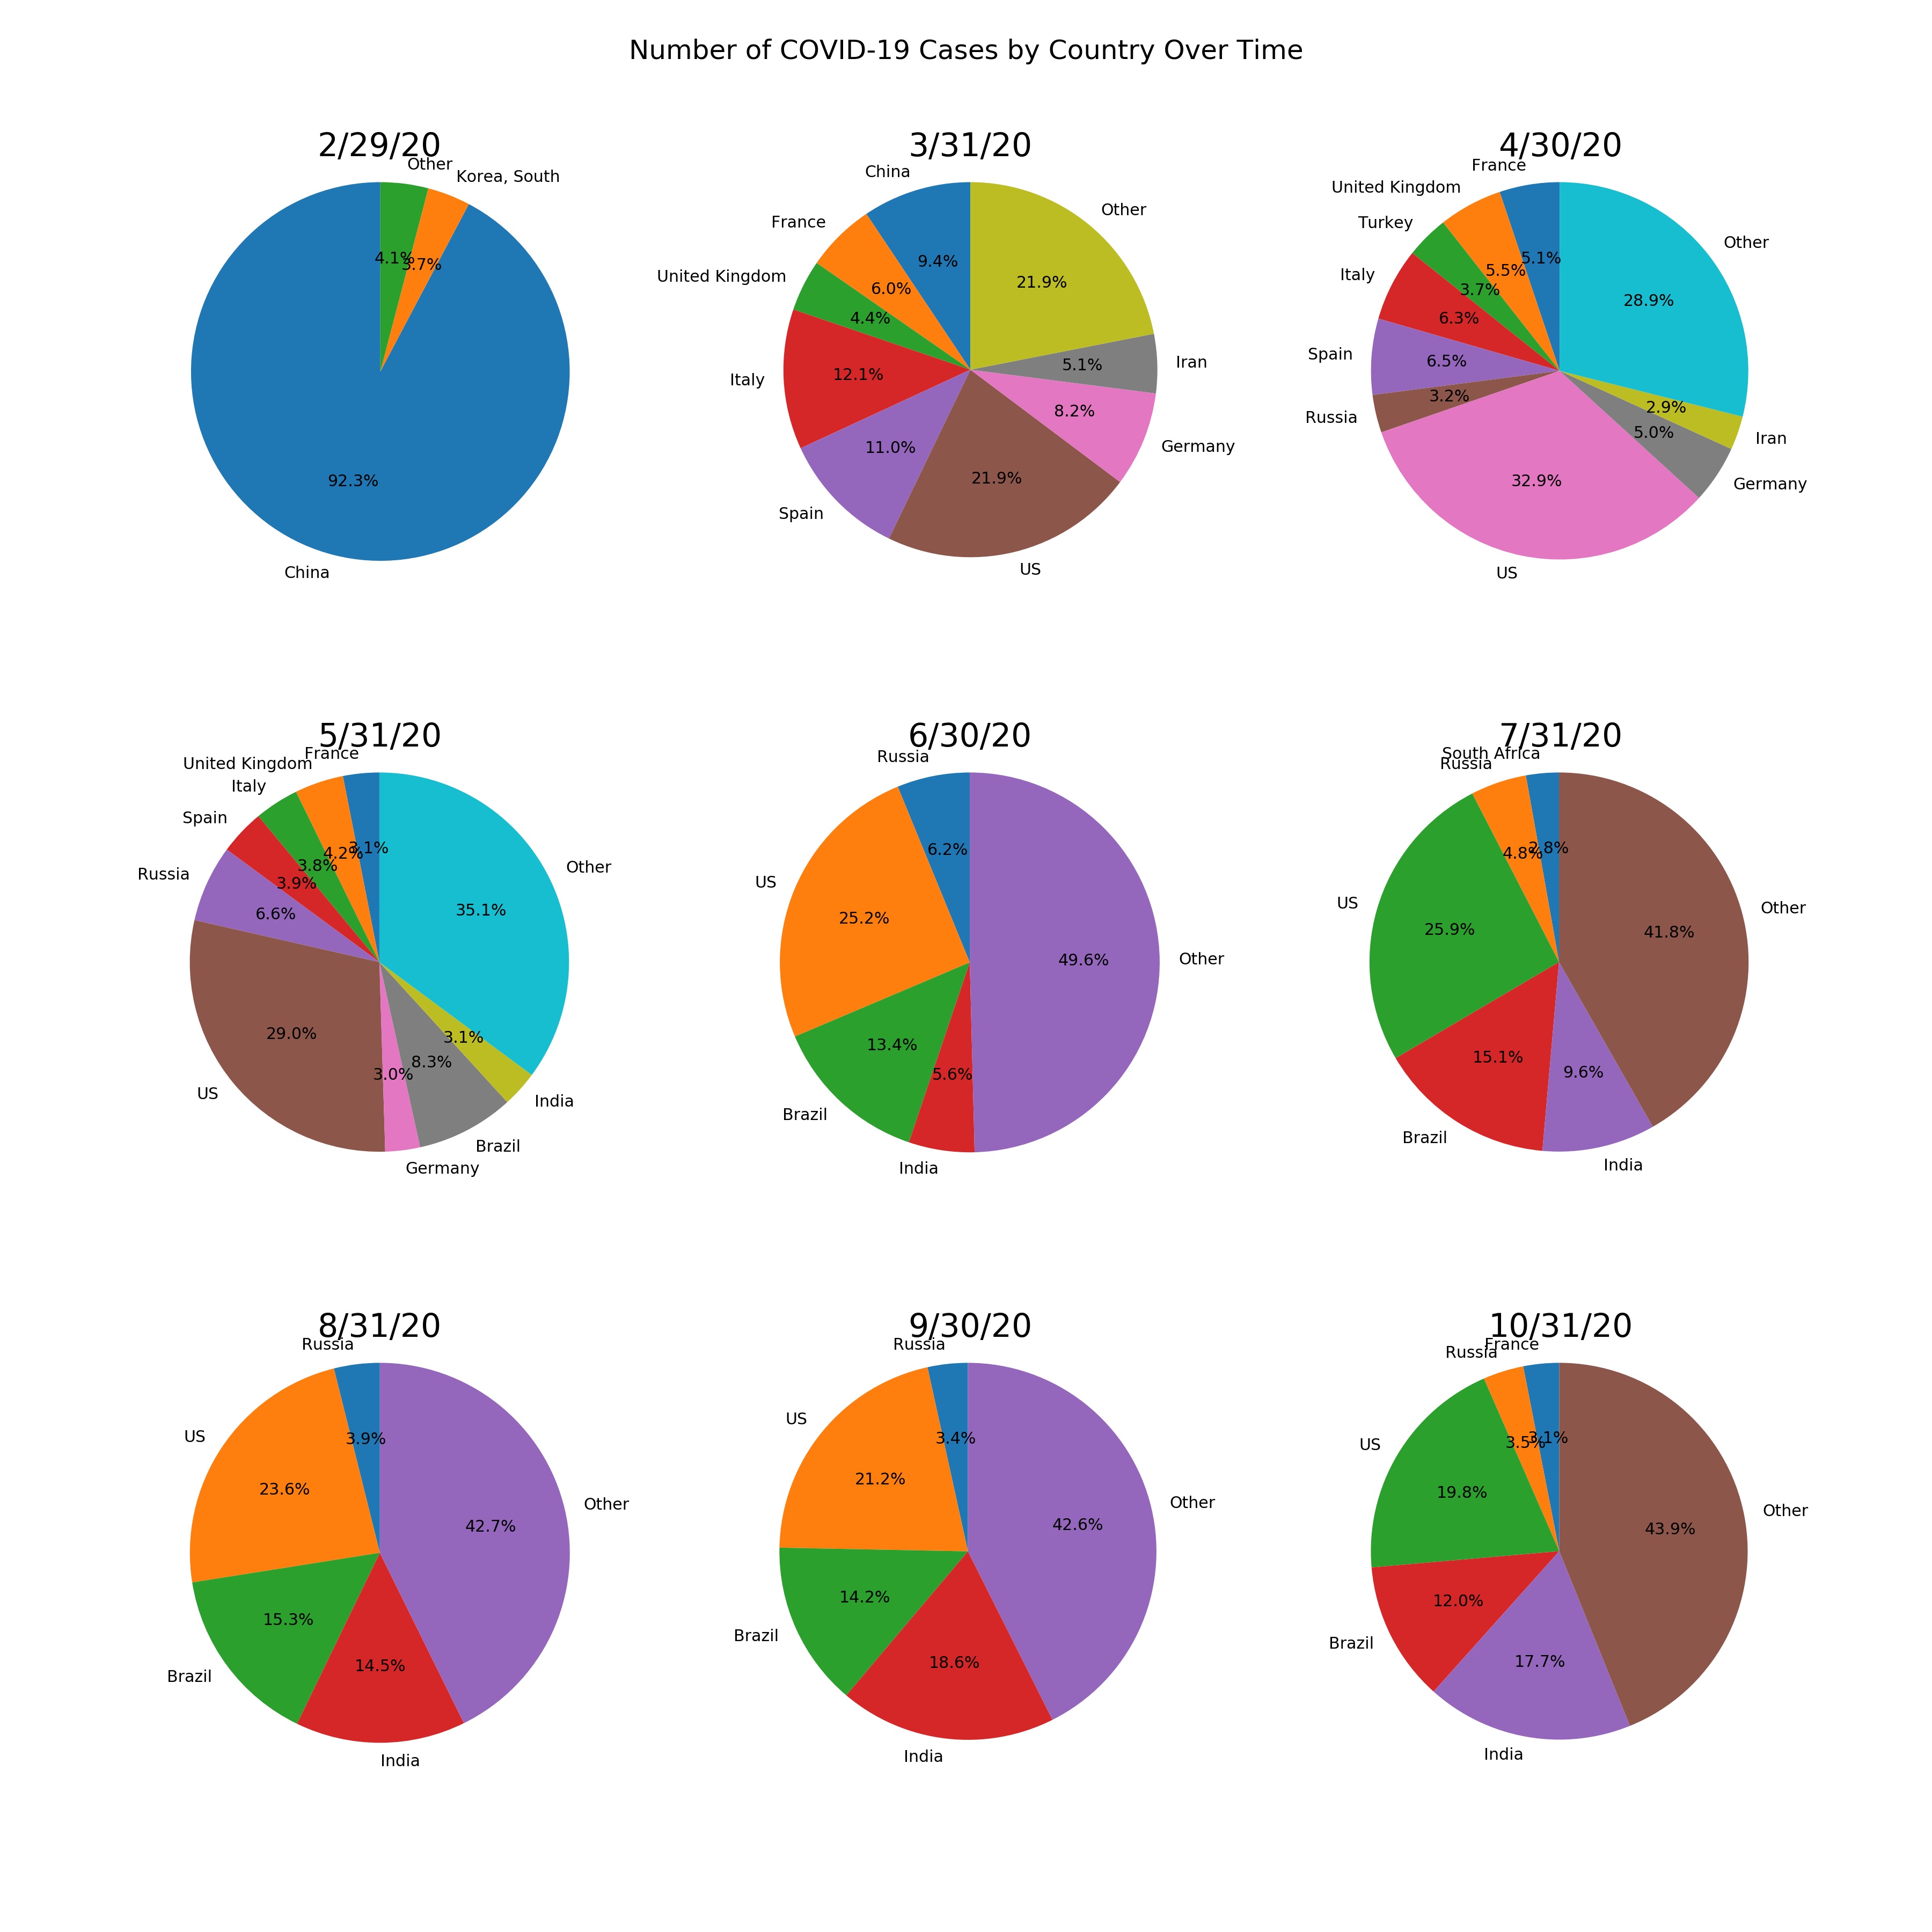 Number of COVID-19 Cases by Country Over Time
2/29/20
Other
Korea, South
4.1%
3.7%
92.3%
China
3/31/20
China
Other
France
9.4%
21.9%
United Kingdom
6.0%
4.4%
Iran
5.1%
Italy
12.1%
8.2%
Germany
11.0%
21.9%
Spain
US
4/30/20
France
United Kingdom
Turkey
Other
5.1%
5.5%
Italy
3.7%
28.9%
6.3%
Spain
6.5%
3.2%
2.9%
Russia
5.0%
Iran
32.9%
Germany
US
5/31/20
France
United Kingdom
Italy
Spain
3.1%
4.2%
3.8%
Other
Russia
3.9%
6.6%
35.1%
29.0%
3.1%
8.3%
3.0%
US
India
Brazil
Germany
6/30/20
Russia
6.2%
US
25.2%
49.6%
Other
13.4%
5.6%
Brazil
India
7/31/20
South Africa
Russia
2.8%
4.8%
US
Other
25.9%
41.8%
15.1%
9.6%
Brazil
India
8/31/20
Russia
US
3.9%
23.6%
Other
42.7%
15.3%
14.5%
Brazil
India
9/30/20
Russia
US
3.4%
21.2%
Other
42.6%
14.2%
Brazil
18.6%
India
10/31/20
France
Russia
US
3.1%
3.5%
19.8%
Other
43.9%
12.0%
Brazil
17.7%
India